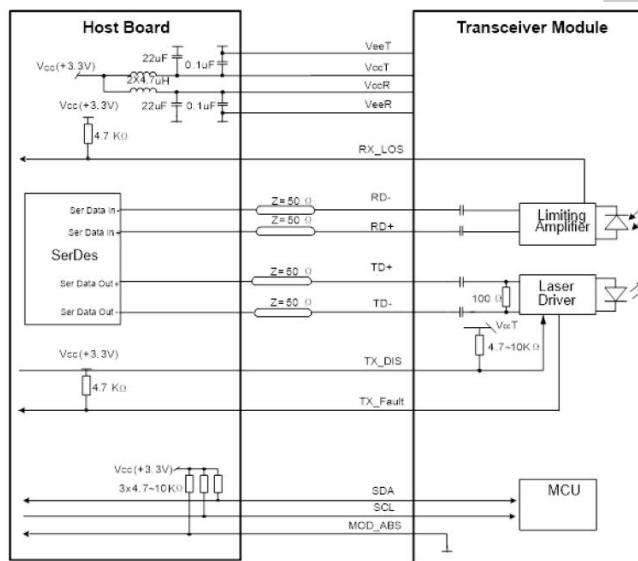 Host Board
Transceiver Module
VeeT
22uF
0.1uF
Vcc(+3.3V)
VccT
2X4.7uH
VccR
22uF
0.1uF
VeeR
Vcc(+3.3V)
4.7 KΩ
RX_LOS
Z= 50 Ω
RD-
Ser Data In -
Z= 50 Ω
Limiting
Amplifier
Ser Data In +
RD+
SerDes
Z= 50 Ω
TD+
Ser Data Out +
Laser
Driver
Z= 50 Ω
100 Ω
Ser Data Out -
TD-
VccT
4.7~10KΩ
Vcc(+3.3V)
TX_DIS
4.7 KΩ
TX_Fault
Vcc(+3.3V)
3x4.7~10KΩ
SDA
MCU
SCL
MOD_ABS